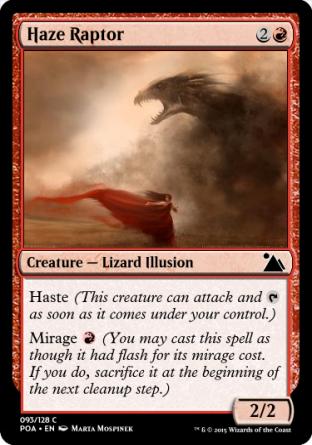 Haze Raptor 2
Creature — Lizard Illusion
Haste (This creature can attack and
as soon as it comes under your control.)
Mirage (You may cast this spell as
though it had flash for its mirage cost.
If you do, sacrifice it at the beginning of
the next cleanup step.)
2/2
093/128 C
POA • EN Marta Mospinek
™ & © 2015 Wizards of the Coast